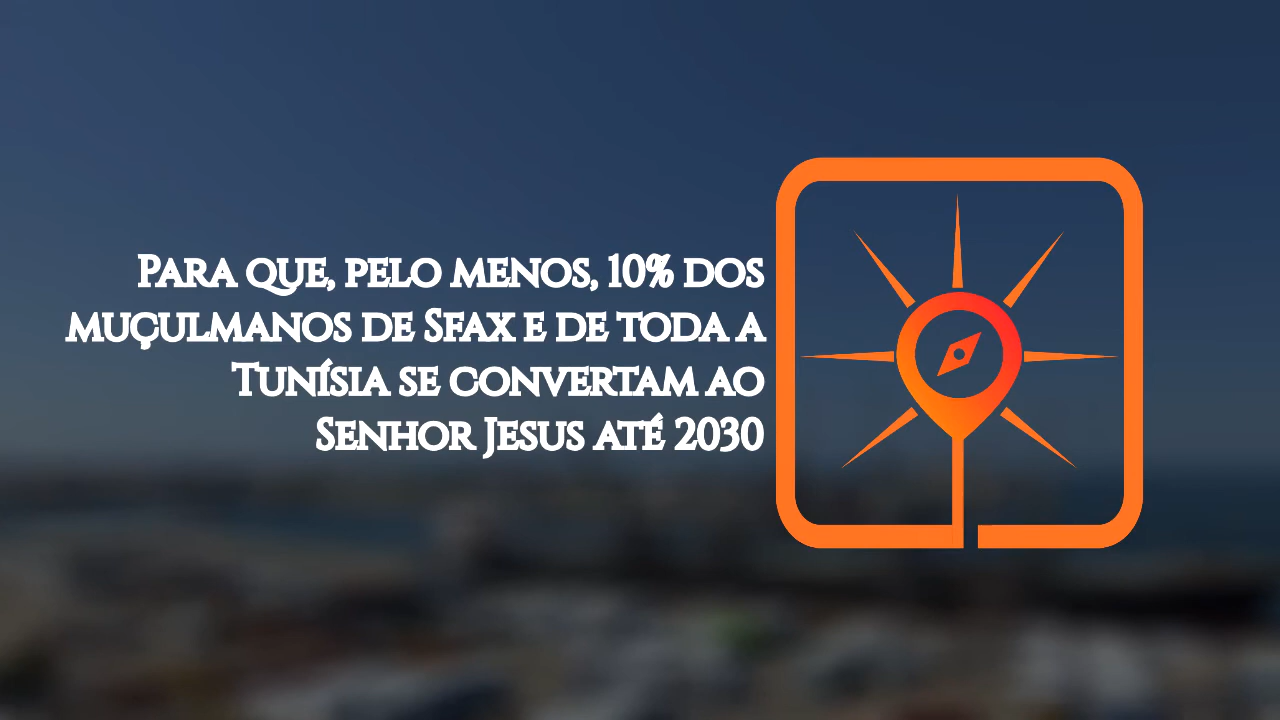 Para que, pelo menos, 10% dos
muçulmanos de Sfax e de toda a
Tunísia se convertam ao
Senhor Jesus até 2030